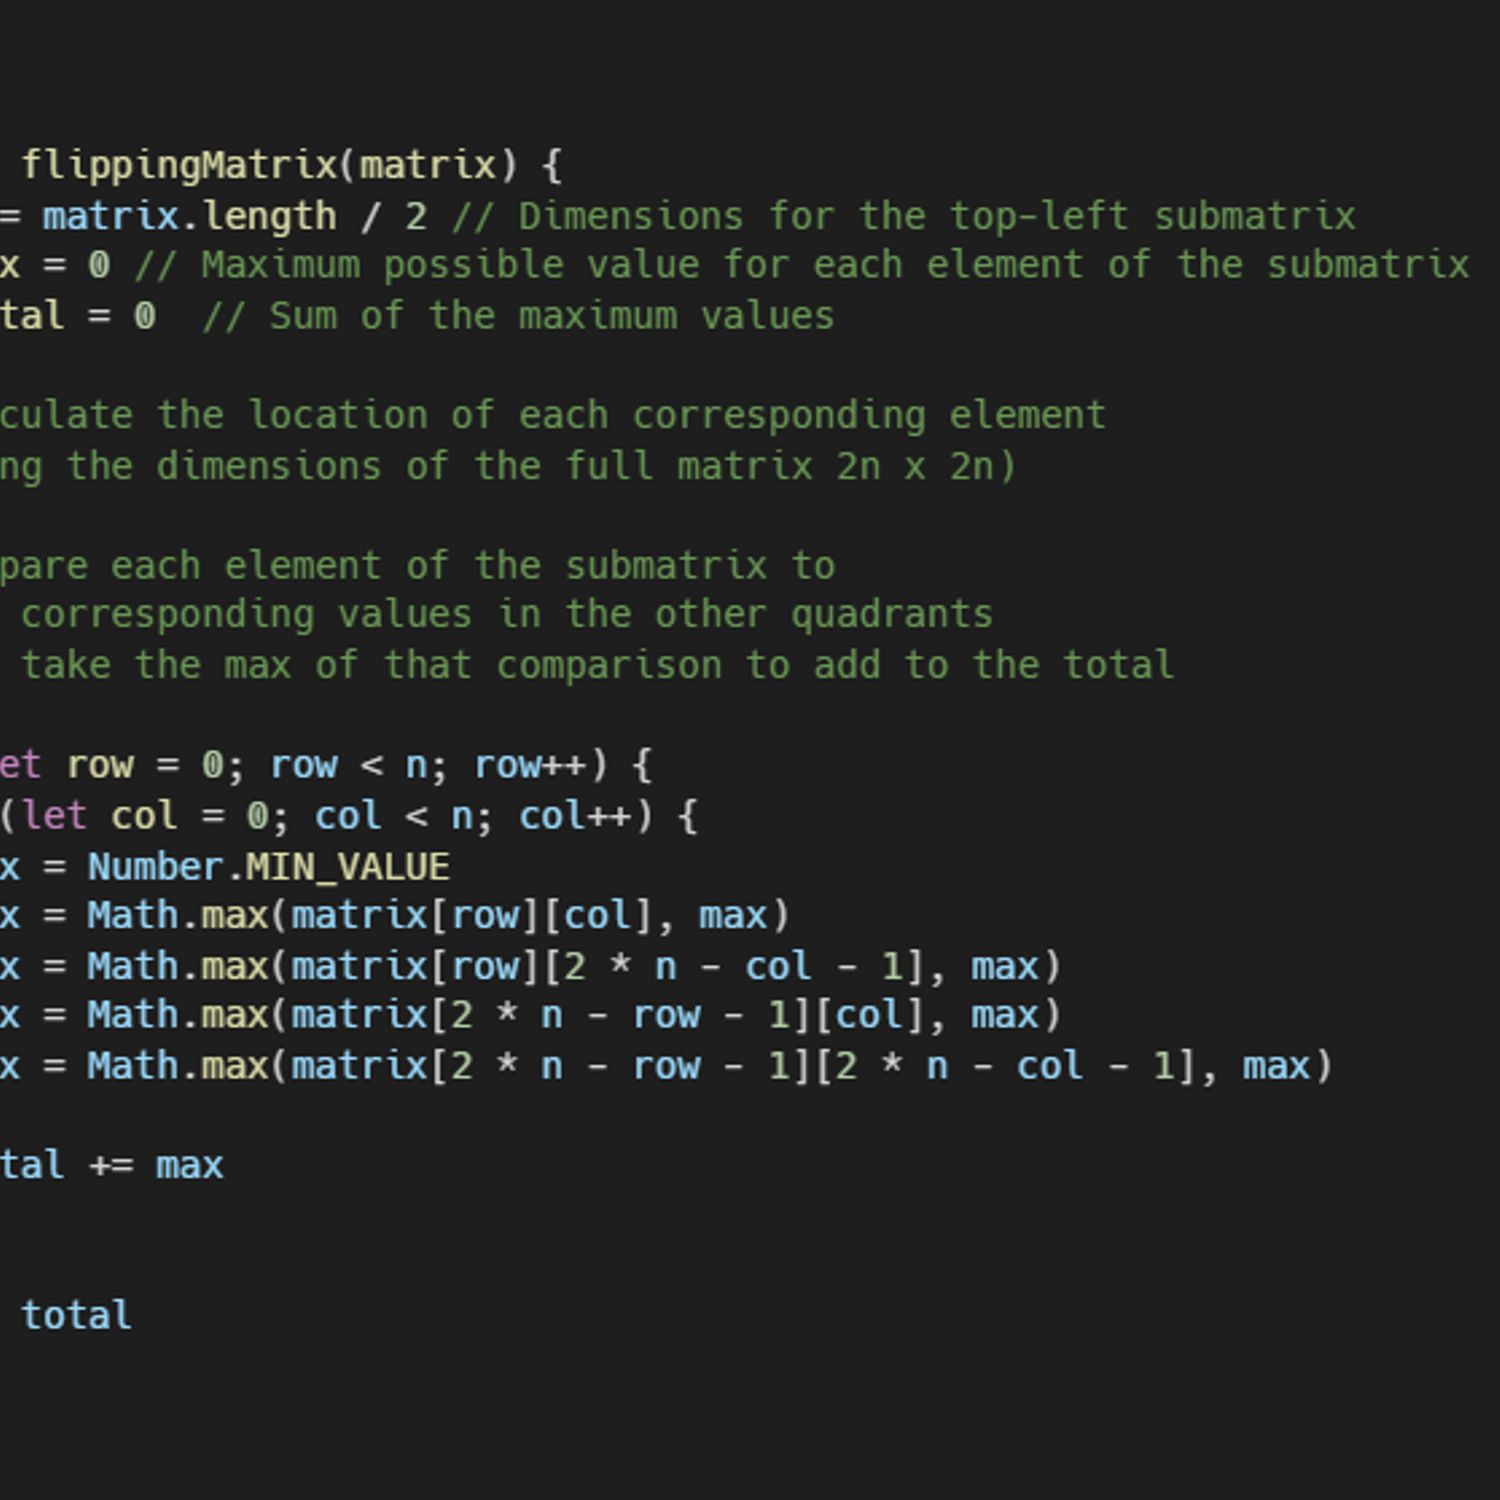 flippingMatrix(matrix) {
= matrix.length / 2 // Dimensions for the top-left submatrix
x = 0 // Maximum possible value for each element of the submatrix
tal = 0  // Sum of the maximum values
culate the location of each corresponding element
ng the dimensions of the full matrix 2n x 2n)
pare each element of the submatrix to
corresponding values in the other quadrants
take the max of that comparison to add to the total
et row = 0; row < n; row++) {
(let col = 0; col < n; col++) {
x = Number.MIN_VALUE
x = Math.max(matrix[row][col], max)
x = Math.max(matrix[row][2 * n - col - 1], max)
x = Math.max(matrix[2 * n - row - 1][col], max)
x = Math.max(matrix[2 * n - row - 1][2 * n - col - 1], max)
tal += max
total